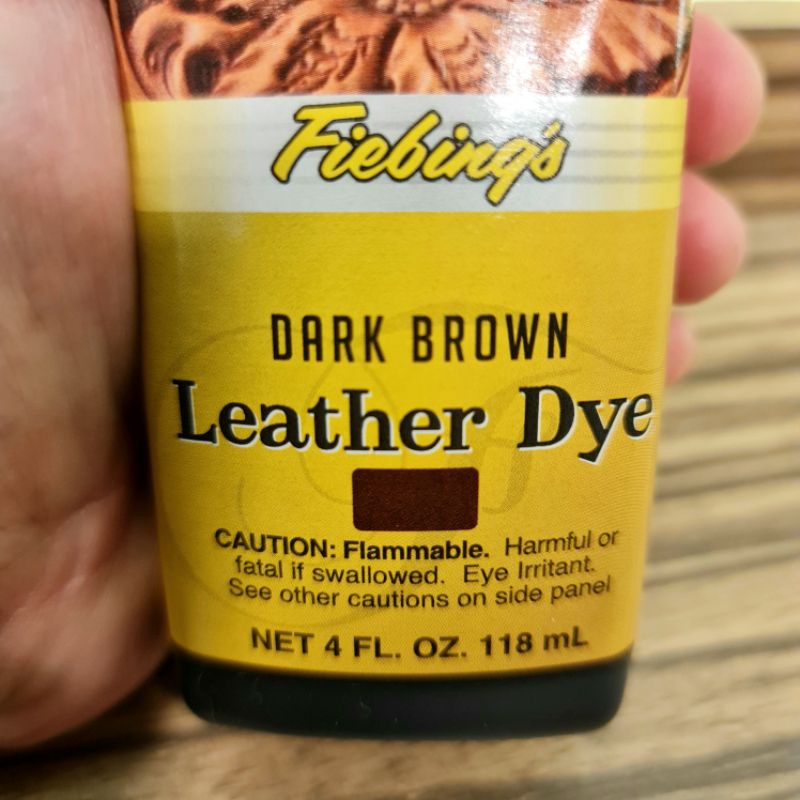 Fiebing's
DARK BROWN
Leather Dye
CAUTION: Flammable. Harmful or
fatal if swallowed. Eye Irritant.
See other cautions on side panel
NET 4 FL. OZ. 118 mL